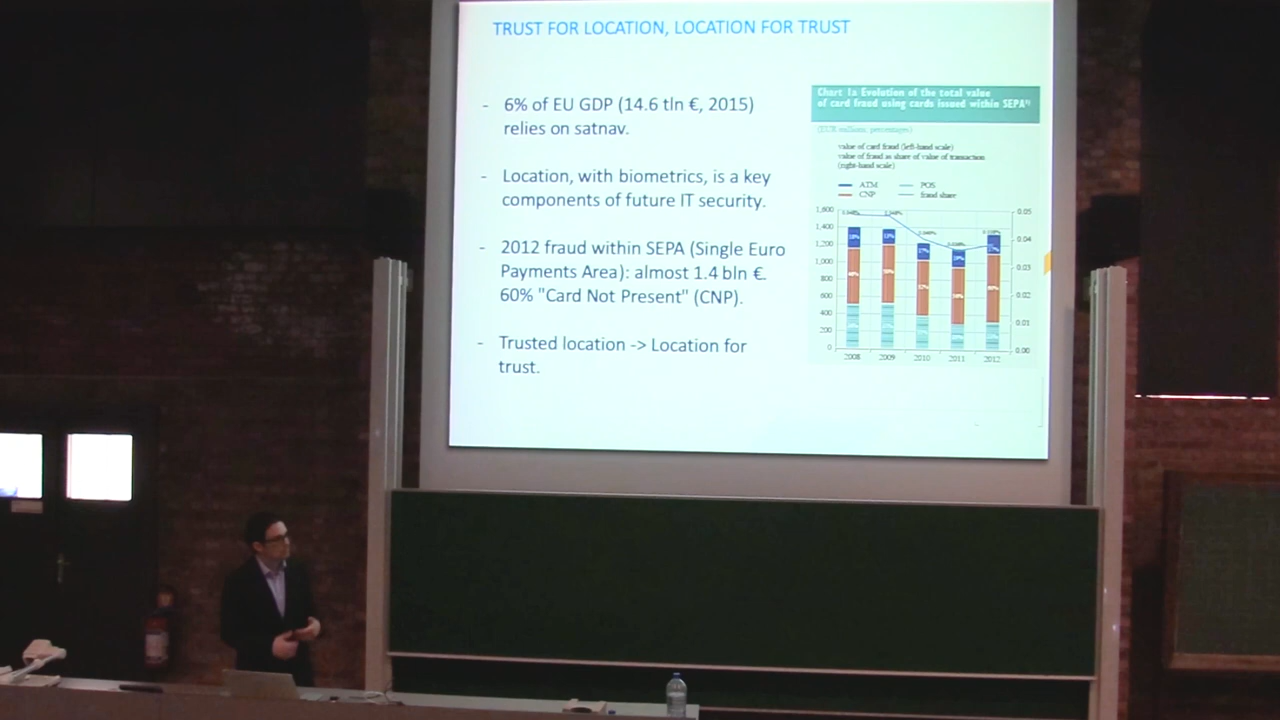 TRUST FOR LOCATION, LOCATION FOR TRUST
- 6% of EU GDP (14.6 tln €, 2015)
relies on satnav.
- Location, with biometrics, is a key
components of future IT security.
- 2012 fraud within SEPA (Single Euro
Payments Area): almost 1.4 bln €.
60% "Card Not Present" (CNP).
- Trusted location -> Location for
trust.
Chart 1a Evolution of the total value
of card fraud using cards issued within SEPA
(EUR millions; percentages)
value of card fraud (left-hand scale)
value of fraud as share of value of transaction
(right-hand scale)
ATM POS
CNP fraud share
1,600 0.05
1,400
1,200 0.04
1,000 0.03
800
600 0.02
400 0.01
200
0 0.00
2008 2009 2010 2011 2012